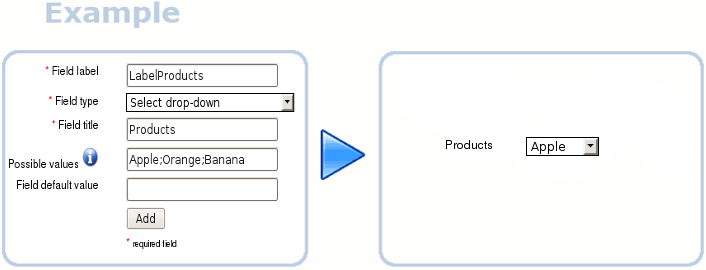 Example
* Field label LabelProducts
* Field type Select drop-down
* Field title Products
Possible values i Apple;Orange;Banana
Field default value
Add
* required field
Products Apple